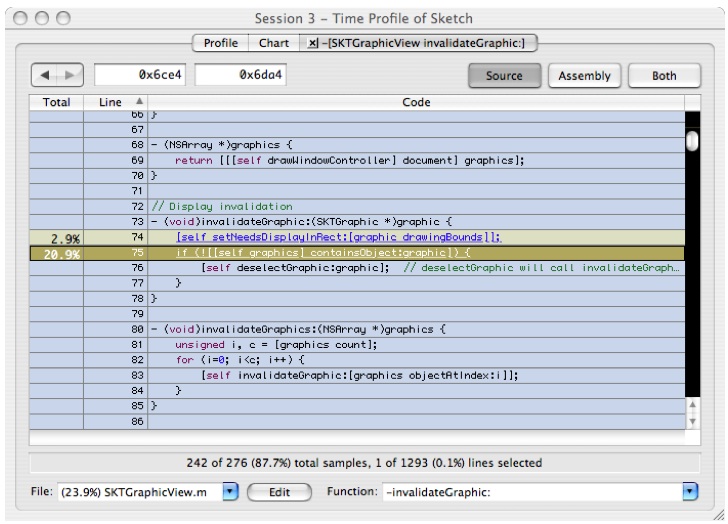 Session 3 – Time Profile of Sketch
Profile Chart x -[SKTGraphicView invalidateGraphic:]
0x6ce4 0x6da4 Source Assembly Both
Total Line Code
66 }
67
68 - (NSArray *)graphics {
69 return [[[self drawWindowController] document] graphics];
70 }
71
72 // Display invalidation
73 - (void)invalidateGraphic:(SKTGraphic *)graphic {
2.9% 74 [self setNeedsDisplayInRect:[graphic drawingBounds]];
20.9% 75 if (![[self graphics] containsObject:graphic]) {
76 [self deselectGraphic:graphic]; // deselectGraphic will call invalidateGraph…
77 }
78 }
79
80 - (void)invalidateGraphics:(NSArray *)graphics {
81 unsigned i, c = [graphics count];
82 for (i=0; i<c; i++) {
83 [self invalidateGraphic:[graphics objectAtIndex:i]];
84 }
85 }
86
242 of 276 (87.7%) total samples, 1 of 1293 (0.1%) lines selected
File: (23.9%) SKTGraphicView.m Edit Function: -invalidateGraphic: